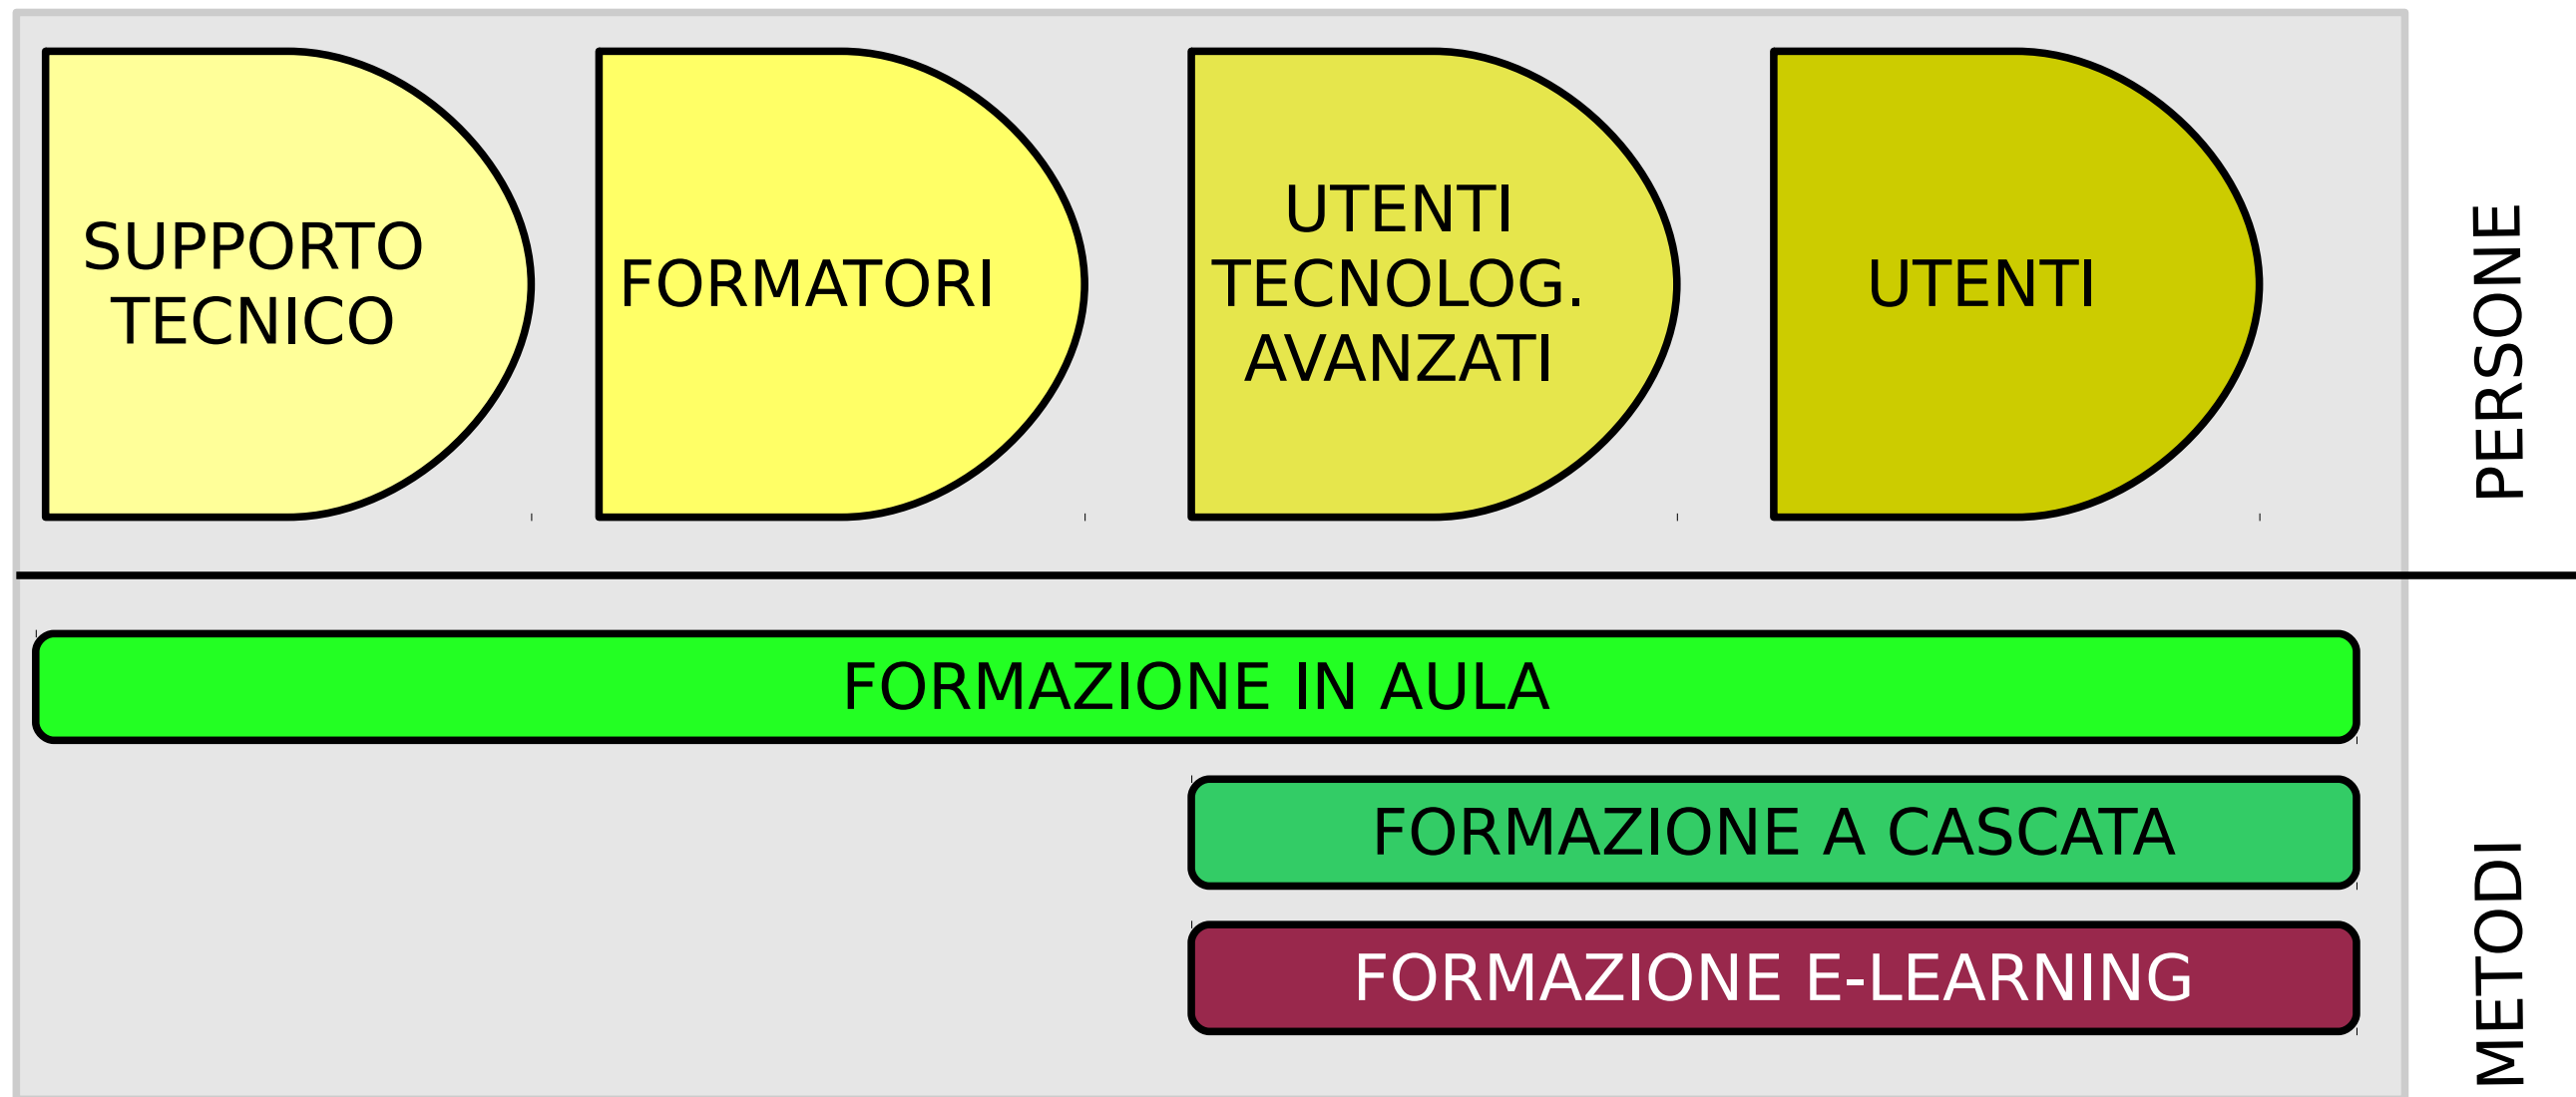 SUPPORTO
TECNICO
FORMATORI
UTENTI
TECNOLOG.
AVANZATI
UTENTI
PERSONE
FORMAZIONE IN AULA
FORMAZIONE A CASCATA
FORMAZIONE E-LEARNING
METODI